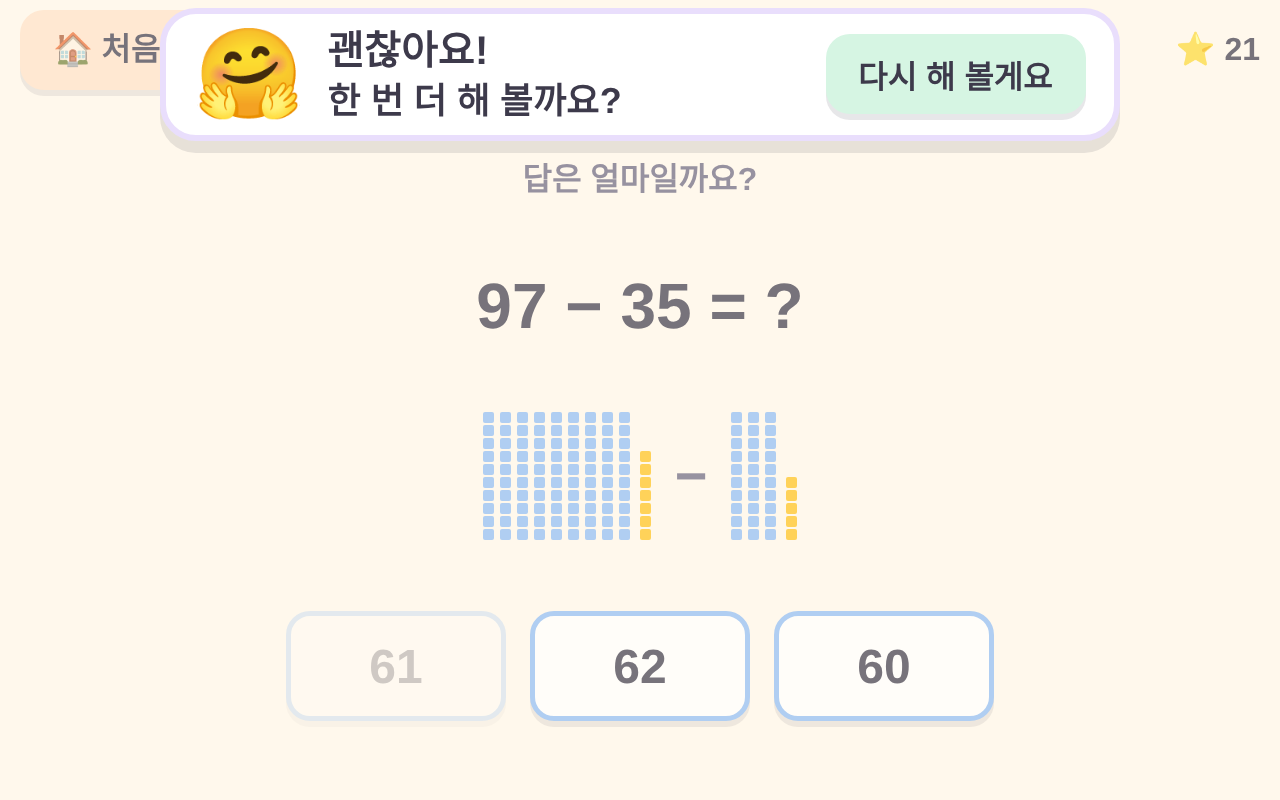 🏠 처음
괜찮아요!
한 번 더 해 볼까요?
다시 해 볼게요
⭐ 21
답은 얼마일까요?
97 − 35 = ?
−
61
62
60